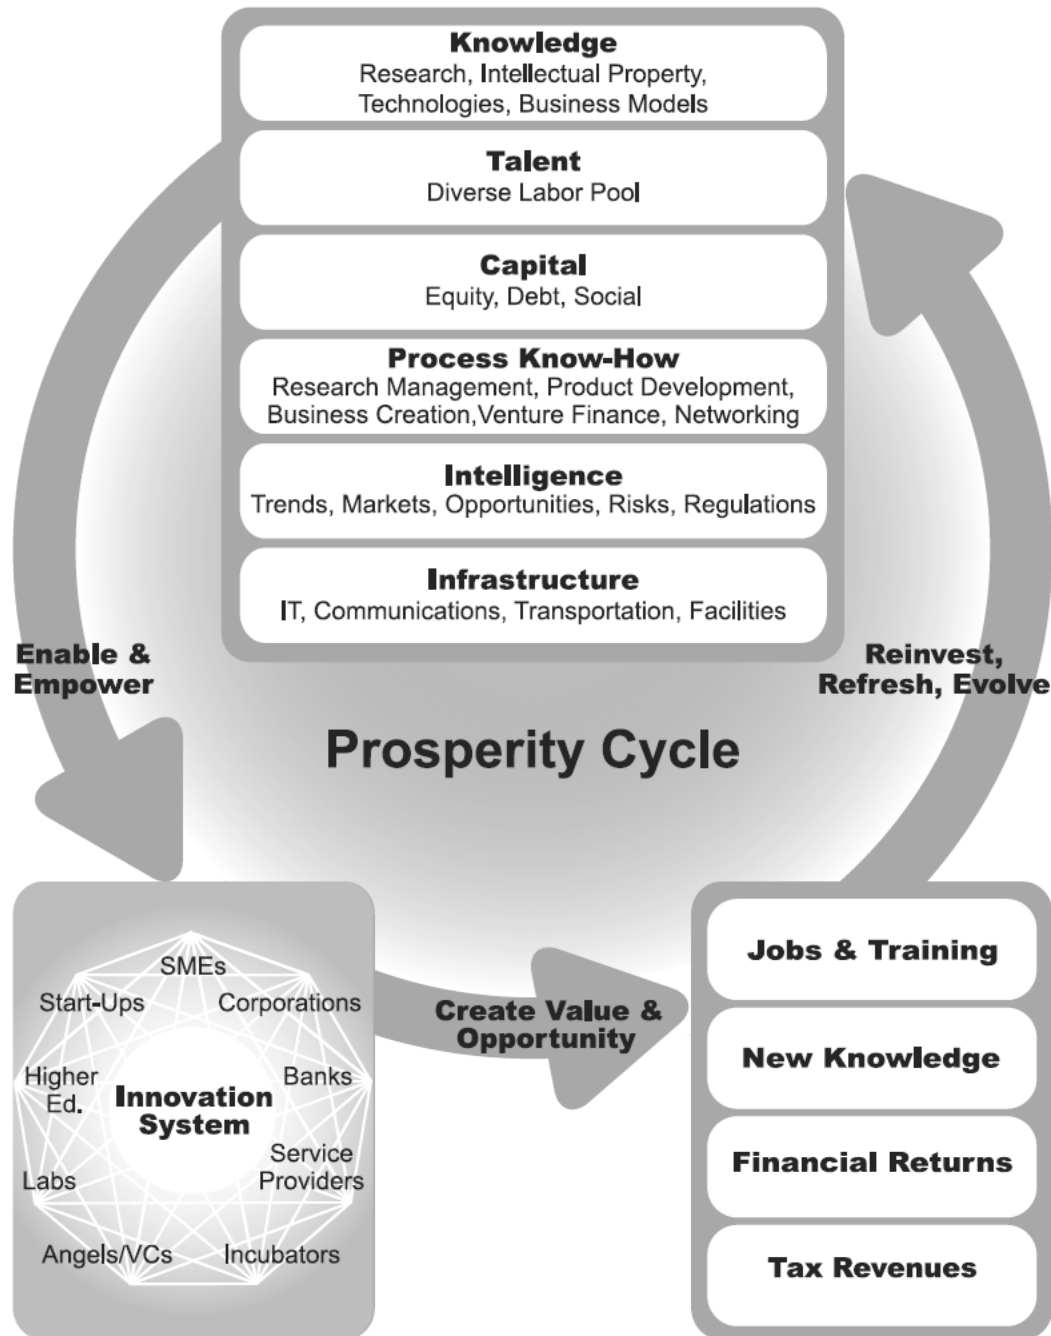 Knowledge
Research, Intellectual Property,
Technologies, Business Models
Talent
Diverse Labor Pool
Capital
Equity, Debt, Social
Process Know-How
Research Management, Product Development,
Business Creation,Venture Finance, Networking
Intelligence
Trends, Markets, Opportunities, Risks, Regulations
Infrastructure
IT, Communications, Transportation, Facilities
Enable &
Empower
Reinvest,
Refresh, Evolve
Prosperity Cycle
SMEs
Start-Ups
Corporations
Higher
Ed.
Banks
Innovation
System
Service
Providers
Labs
Angels/VCs
Incubators
Create Value &
Opportunity
Jobs & Training
New Knowledge
Financial Returns
Tax Revenues